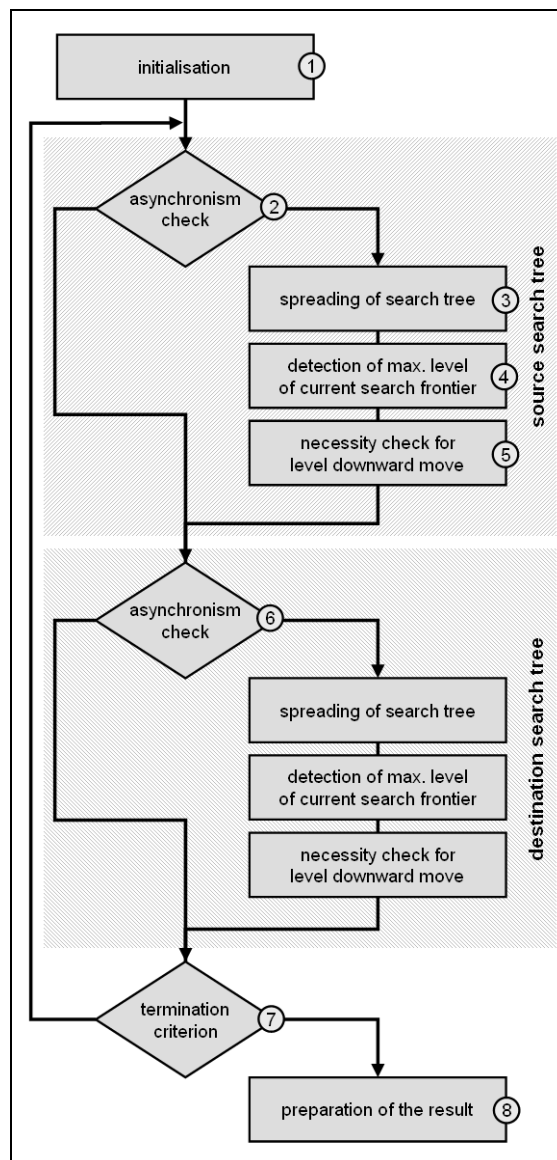 initialisation
1
asynchronism
check
2
spreading of search tree
3
detection of max. level
of current search frontier
4
necessity check for
level downward move
5
source search tree
asynchronism
check
6
spreading of search tree
detection of max. level
of current search frontier
necessity check for
level downward move
destination search tree
termination
criterion
7
preparation of the result
8